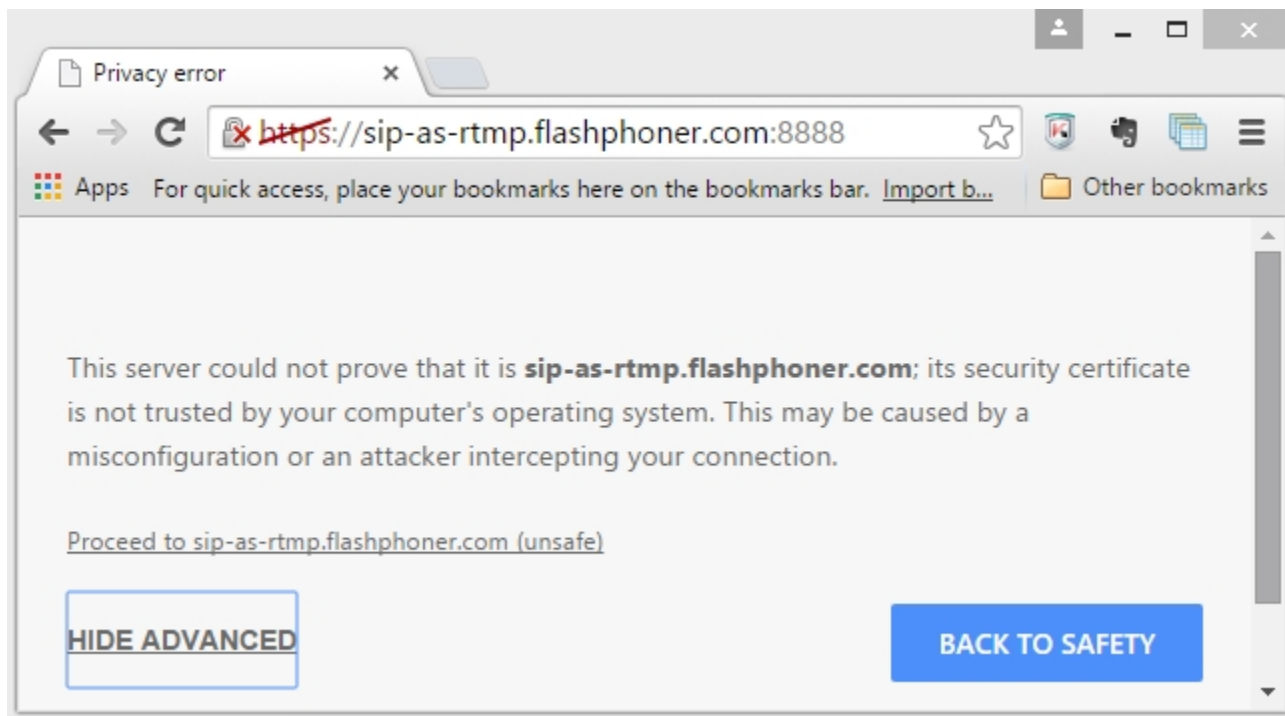 Privacy error
https://sip-as-rtmp.flashphoner.com:8888
Apps For quick access, place your bookmarks here on the bookmarks bar. Import b... Other bookmarks
This server could not prove that it is sip-as-rtmp.flashphoner.com; its security certificate
is not trusted by your computer's operating system. This may be caused by a
misconfiguration or an attacker intercepting your connection.
Proceed to sip-as-rtmp.flashphoner.com (unsafe)
HIDE ADVANCED
BACK TO SAFETY